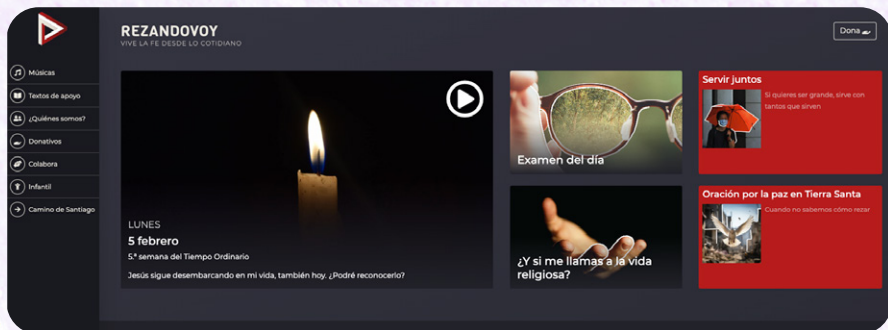 REZANDOVOY
VIVE LA FE DESDE LO COTIDIANO
Dona
Músicas
Textos de apoyo
¿Quiénes somos?
Donativos
Colabora
Infantil
Camino de Santiago
LUNES
5 febrero
5.ª semana del Tiempo Ordinario
Jesús sigue desembarcando en mi vida, también hoy. ¿Podré reconocerlo?
Examen del día
¿Y si me llamas a la vida
religiosa?
Servir juntos
Si quieres ser grande, sirve con
tantos que sirven
Oración por la paz en Tierra Santa
Cuando no sabemos cómo rezar